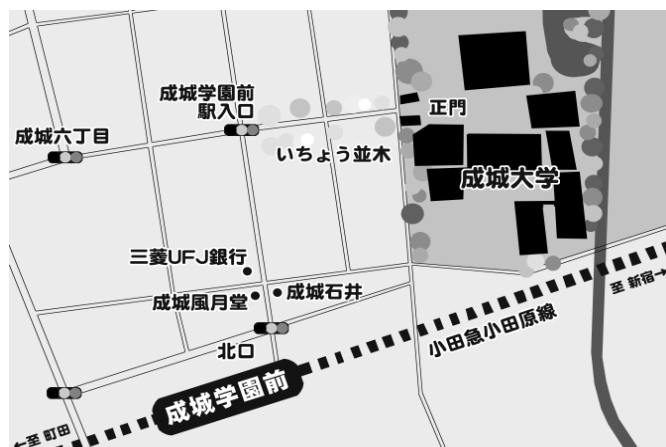 成城学園前
駅入口
成城六丁目
正門
いちょう並木
成城大学
三菱UFJ銀行
成城風月堂
成城石井
至 新宿→
小田急小田原線
北口
成城学園前
←至 町田